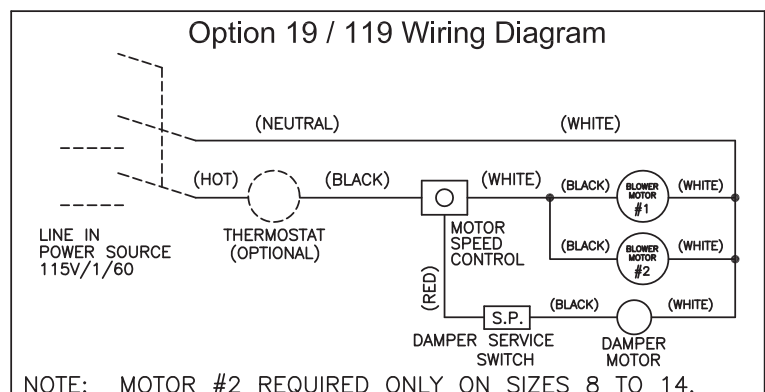 Option 19 / 119 Wiring Diagram
(NEUTRAL)
(WHITE)
(HOT)
(BLACK)
(WHITE)
(BLACK)
BLOWER
MOTOR
#1
(WHITE)
LINE IN
POWER SOURCE
115V/1/60
THERMOSTAT
(OPTIONAL)
MOTOR
SPEED
CONTROL
(BLACK)
BLOWER
MOTOR
#2
(WHITE)
(RED)
S.P.
(BLACK)
(WHITE)
DAMPER SERVICE
SWITCH
DAMPER
MOTOR
NOTE: MOTOR #2 REQUIRED ONLY ON SIZES 8 TO 14.